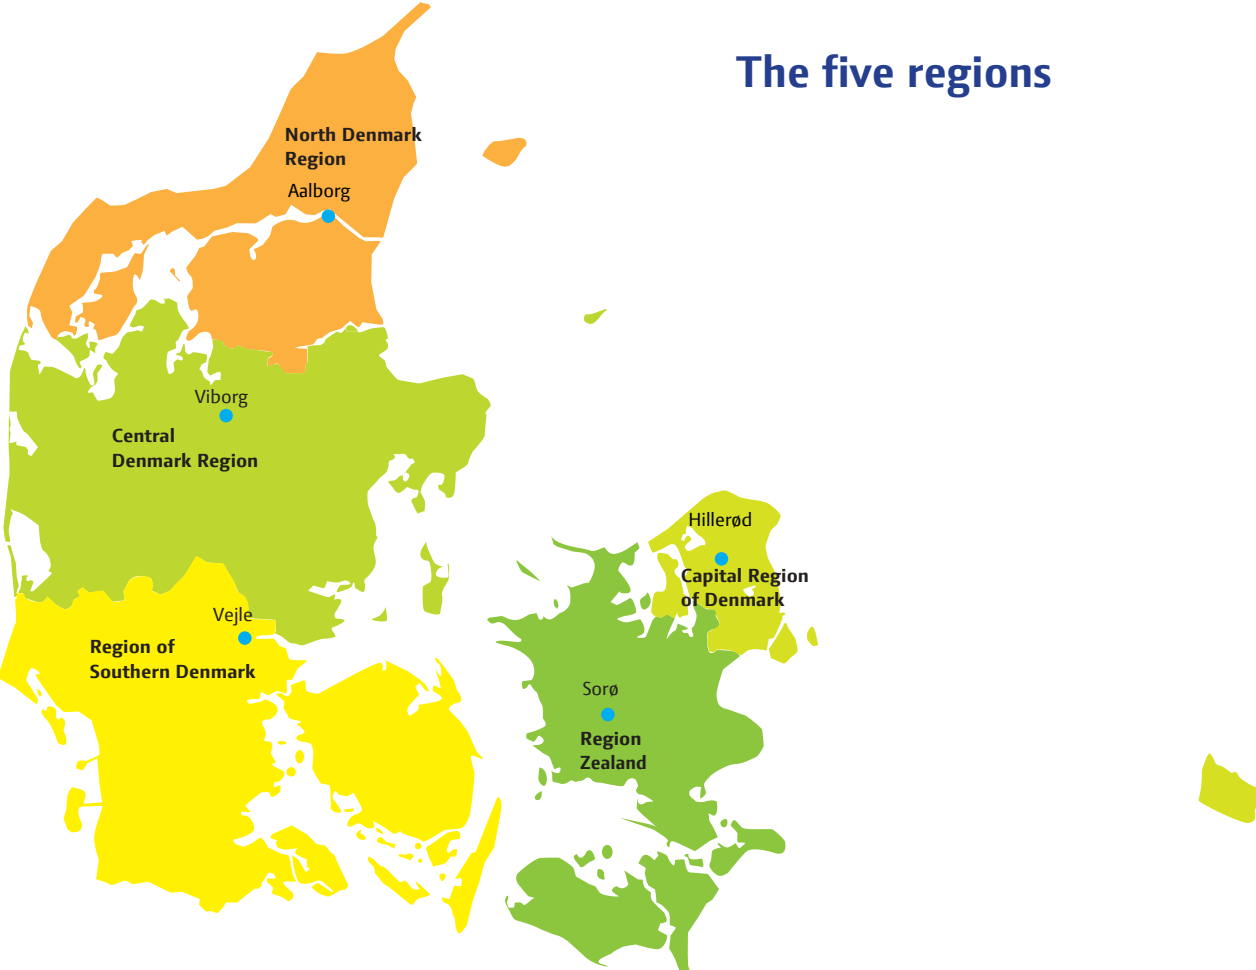 The five regions
North Denmark
Region
Aalborg
Viborg
Central
Denmark Region
Hillerød
Capital Region
of Denmark
Vejle
Region of
Southern Denmark
Sorø
Region
Zealand